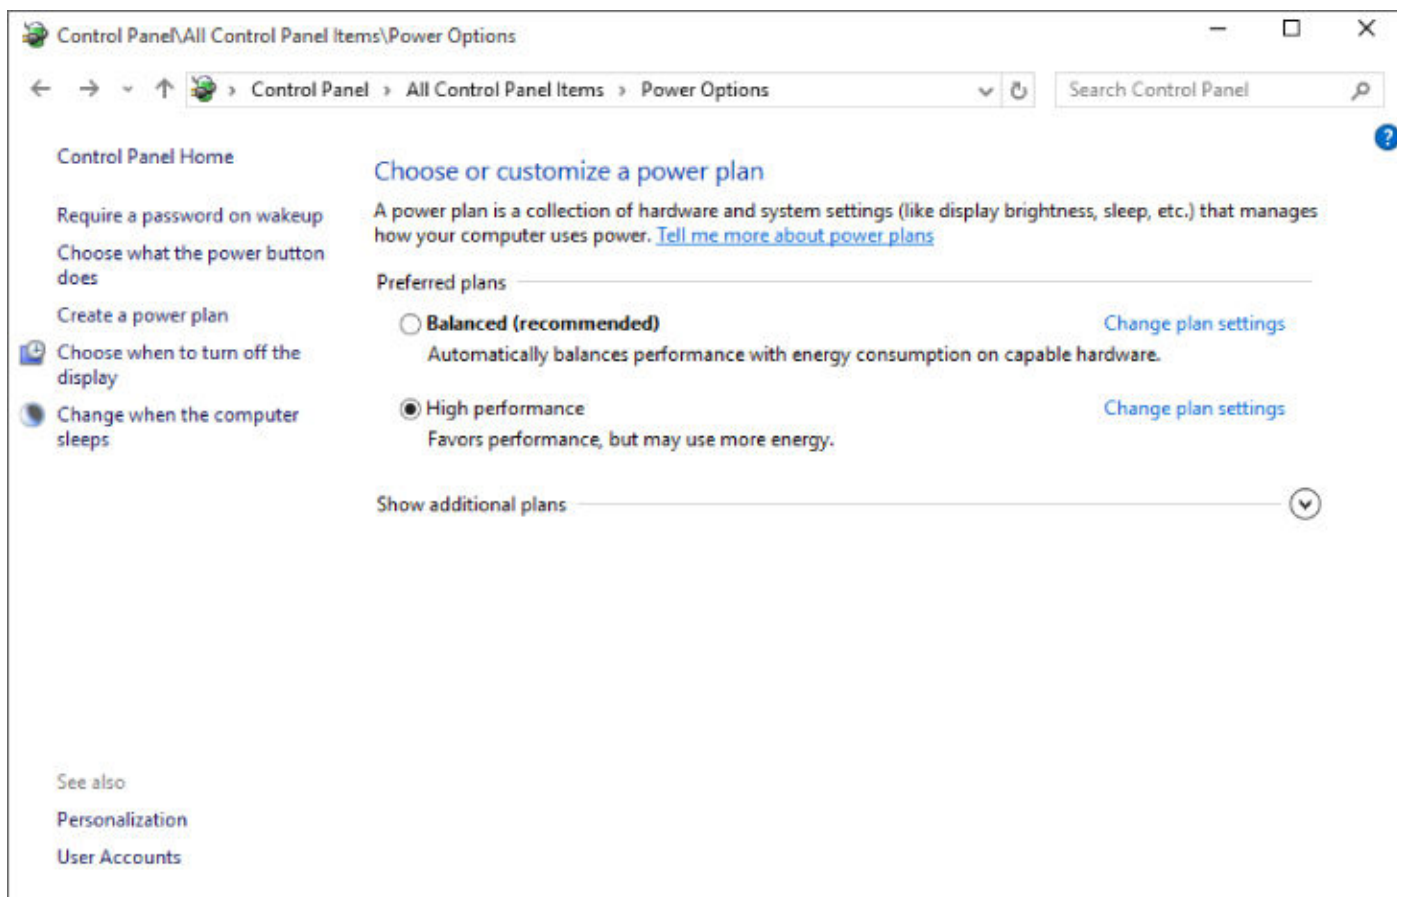 Control Panel\All Control Panel Items\Power Options
Control Panel > All Control Panel Items > Power Options
Search Control Panel
?
Control Panel Home
Require a password on wakeup
Choose what the power button
does
Create a power plan
Choose when to turn off the
display
Change when the computer
sleeps
Choose or customize a power plan
A power plan is a collection of hardware and system settings (like display brightness, sleep, etc.) that manages
how your computer uses power. Tell me more about power plans
Preferred plans
Balanced (recommended)
Change plan settings
Automatically balances performance with energy consumption on capable hardware.
High performance
Change plan settings
Favors performance, but may use more energy.
Show additional plans
See also
Personalization
User Accounts